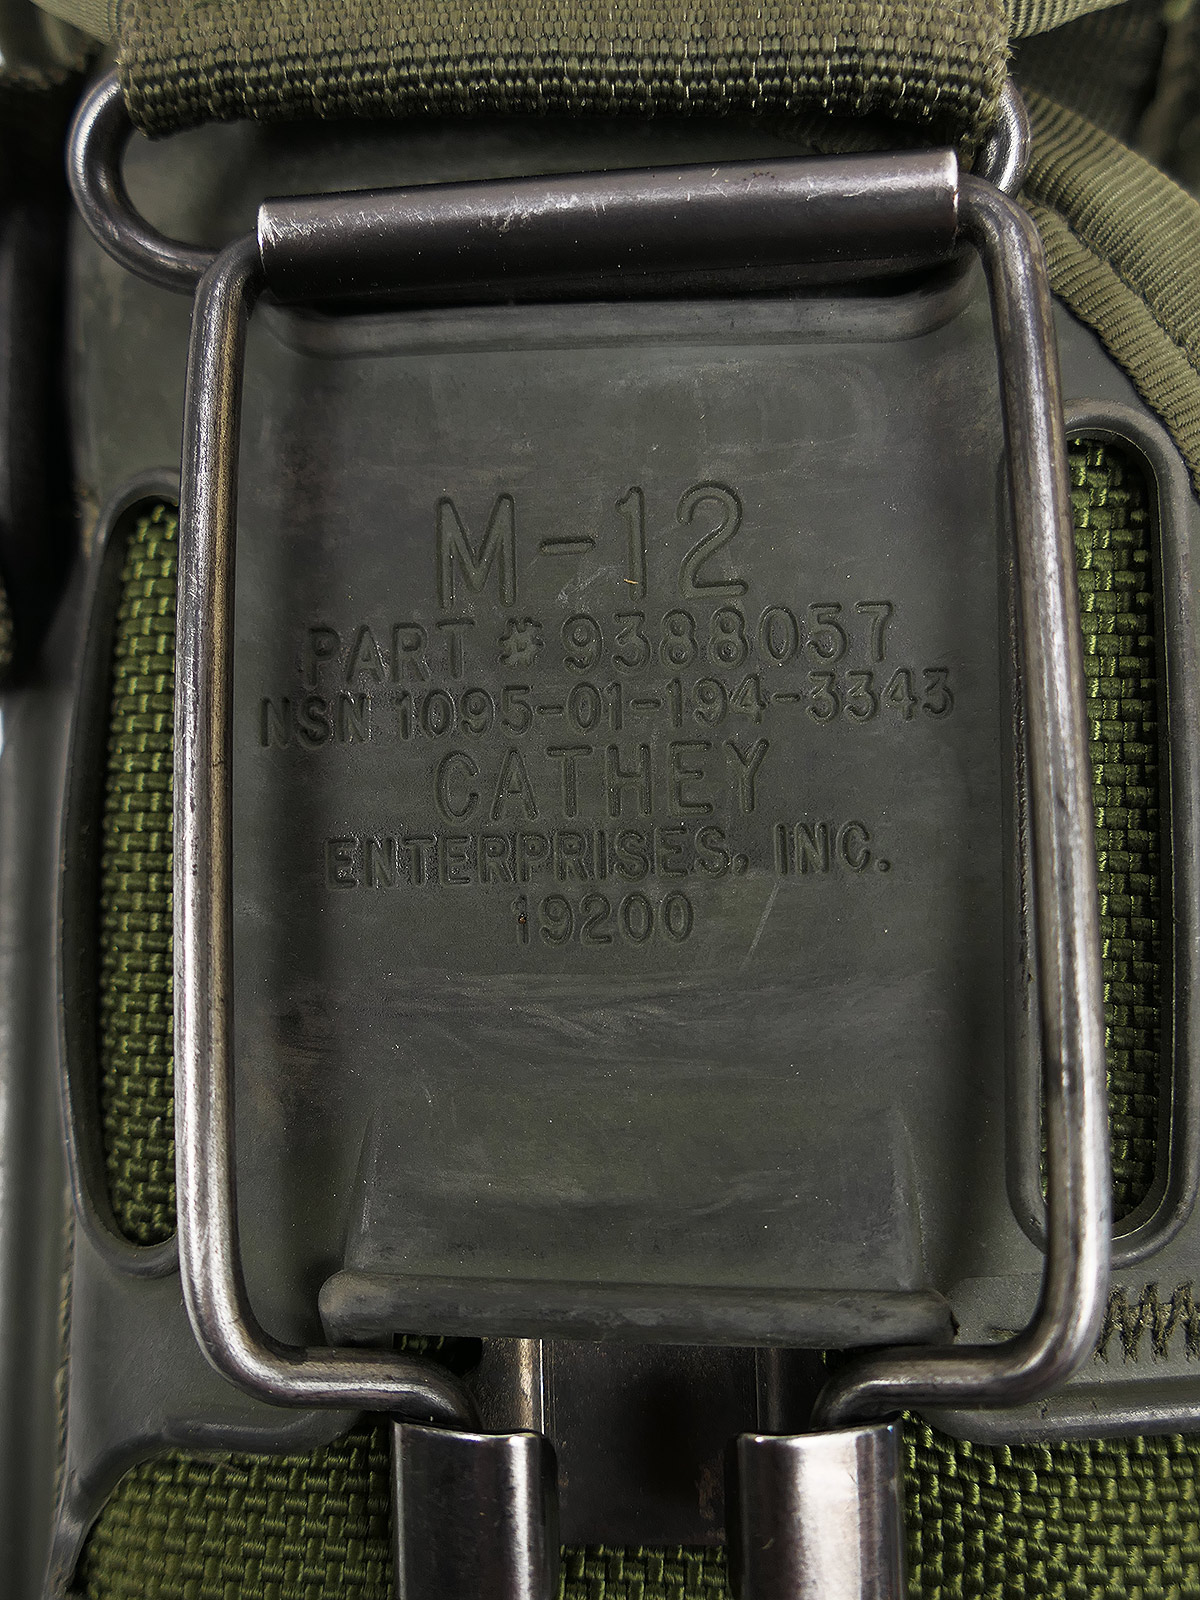 M-12
PART # 9388057
NSN 1095-01-194-3343
CATHEY
ENTERPRISES, INC.
19200